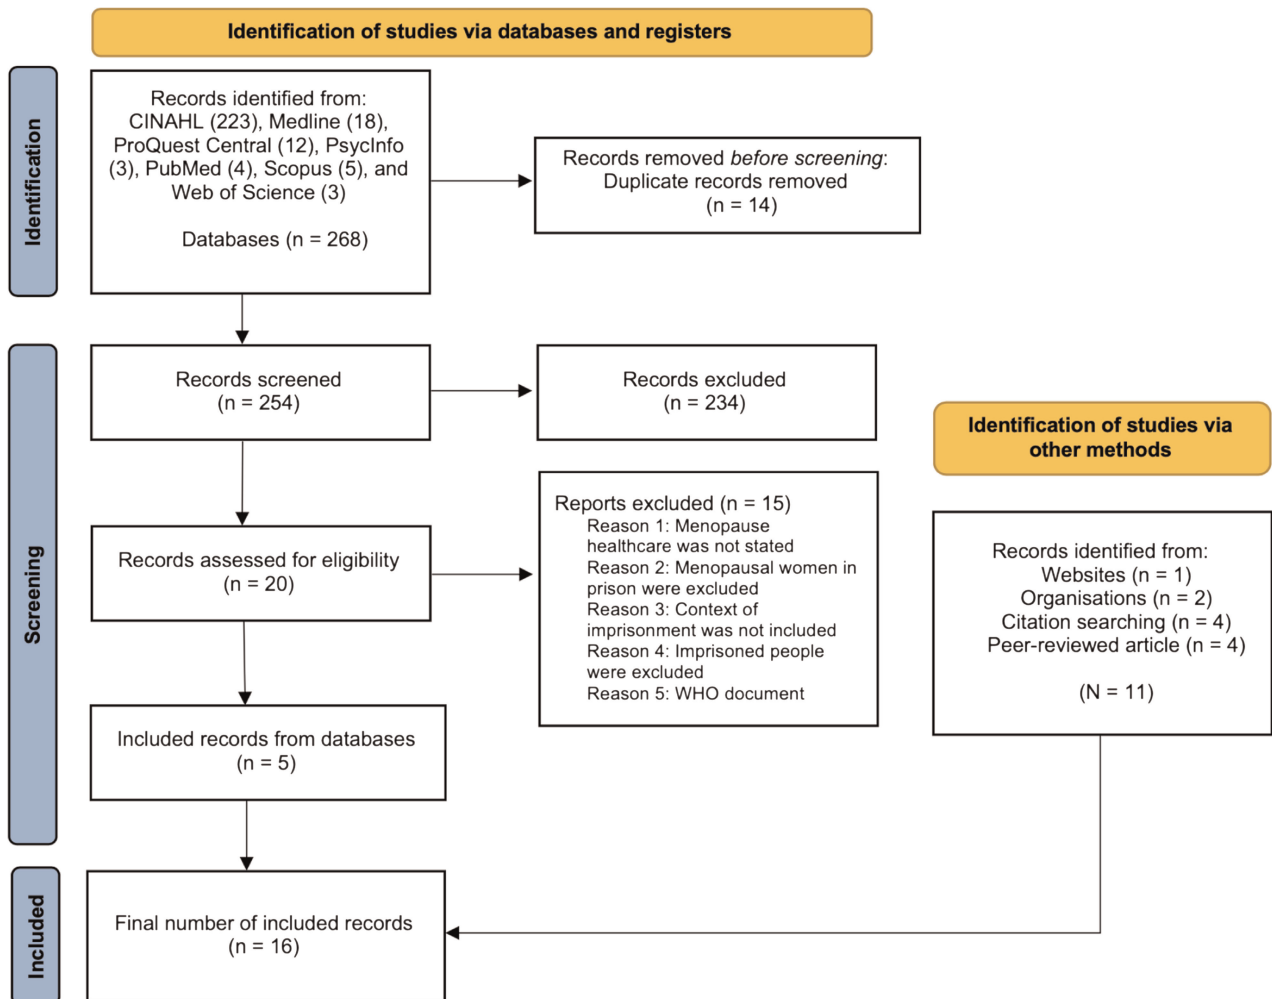 Identification of studies via databases and registers
Identification
Records identified from:
CINAHL (223), Medline (18),
ProQuest Central (12), PsycInfo
(3), PubMed (4), Scopus (5), and
Web of Science (3)
Databases (n = 268)
Records removed before screening:
Duplicate records removed
(n = 14)
Screening
Records screened
(n = 254)
Records excluded
(n = 234)
Records assessed for eligibility
(n = 20)
Reports excluded (n = 15)
Reason 1: Menopause
healthcare was not stated
Reason 2: Menopausal women in
prison were excluded
Reason 3: Context of
imprisonment was not included
Reason 4: Imprisoned people
were excluded
Reason 5: WHO document
Included records from databases
(n = 5)
Identification of studies via
other methods
Records identified from:
Websites (n = 1)
Organisations (n = 2)
Citation searching (n = 4)
Peer-reviewed article (n = 4)
(N = 11)
Included
Final number of included records
(n = 16)